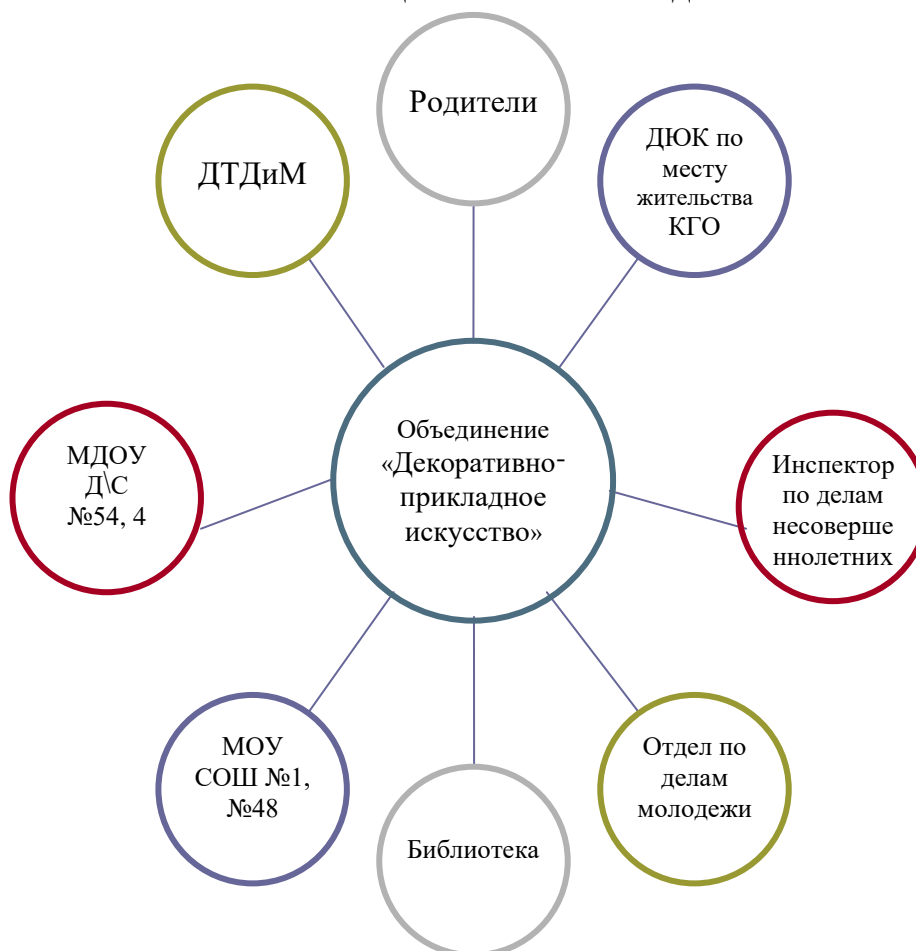 Родители
ДТДиМ
ДЮК по
месту
жительства
КГО
Объединение
«Декоративно-
прикладное
искусство»
МДОУ
Д\С
№54, 4
Инспектор
по делам
несоверше
ннолетних
МОУ
СОШ №1,
№48
Отдел по
делам
молодежи
Библиотека